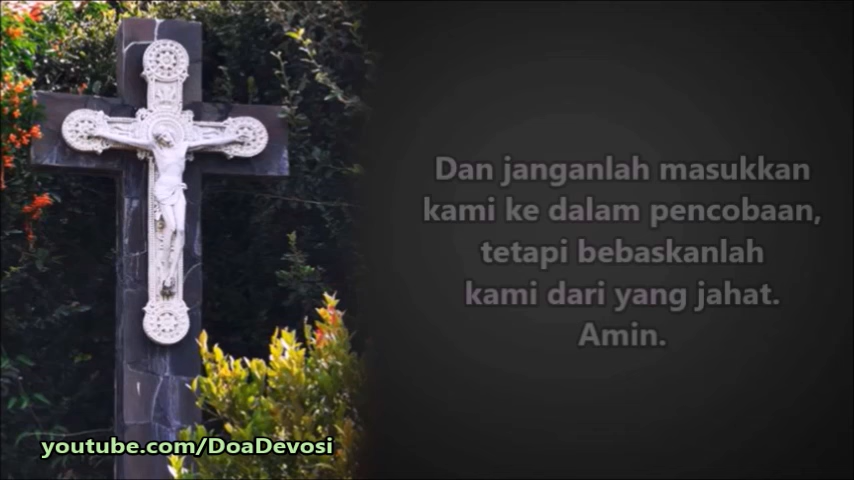 Dan janganlah masukkan
kami ke dalam pencobaan,
tetapi bebaskanlah
kami dari yang jahat.
Amin.
youtube.com/DoaDevosi